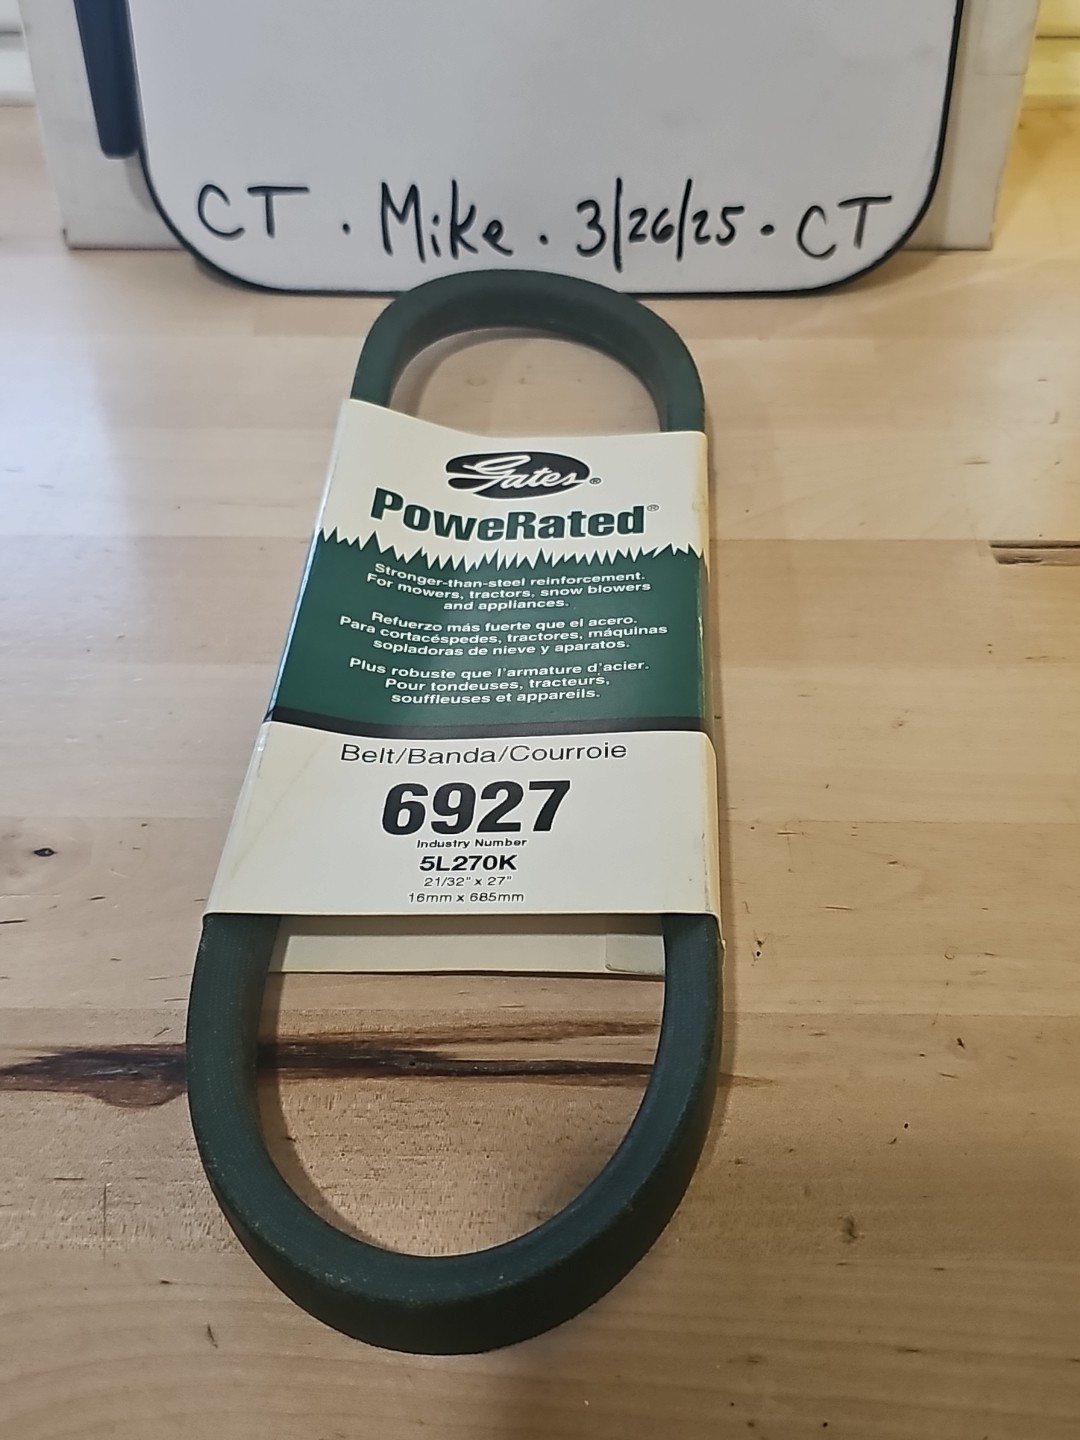 CT . Mike . 3/26/25 . CT
Gates®
PoweRated®
Stronger-than-steel reinforcement.
For mowers, tractors, snow blowers
and appliances.
Refuerzo más fuerte que el acero.
Para cortacéspedes, tractores, máquinas
sopladoras de nieve y aparatos.
Plus robuste que l'armature d'acier.
Pour tondeuses, tracteurs,
souffleuses et appareils.
Belt/Banda/Courroie
6927
Industry Number
5L270K
21/32" x 27"
16mm x 685mm